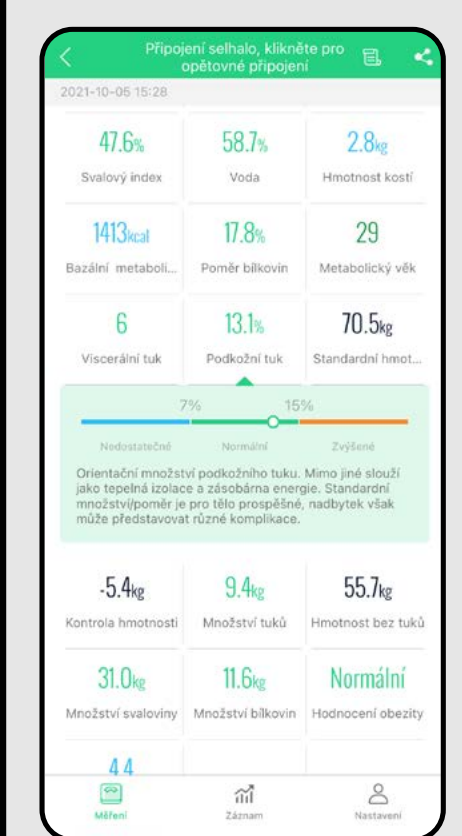 Připojení selhalo, klikněte pro
opětovné připojení
2021-10-06 15:28
47.6% 58.7% 2.8kg
Svalový index Voda Hmotnost kostí
1413kcal 17.8% 29
Bazální metaboli... Poměr bílkovin Metabolický věk
6 13.1% 70.5kg
Viscerální tuk Podkožní tuk Standardní hmot...
7% 15%
Nedostatečné Normální Zvýšené
Orientační množství podkožního tuku. Mimo jiné slouží
jako tepelná izolace a zásobárna energie. Standardní
množství/poměr je pro tělo prospěšné, nadbytek však
může představovat různé komplikace.
-5.4kg 9.4kg 55.7kg
Kontrola hmotnosti Množství tuků Hmotnost bez tuků
31.0kg 11.6kg Normální
Množství svaloviny Množství bílkovin Hodnocení obezity
4.4
Měření Záznam Nastavení